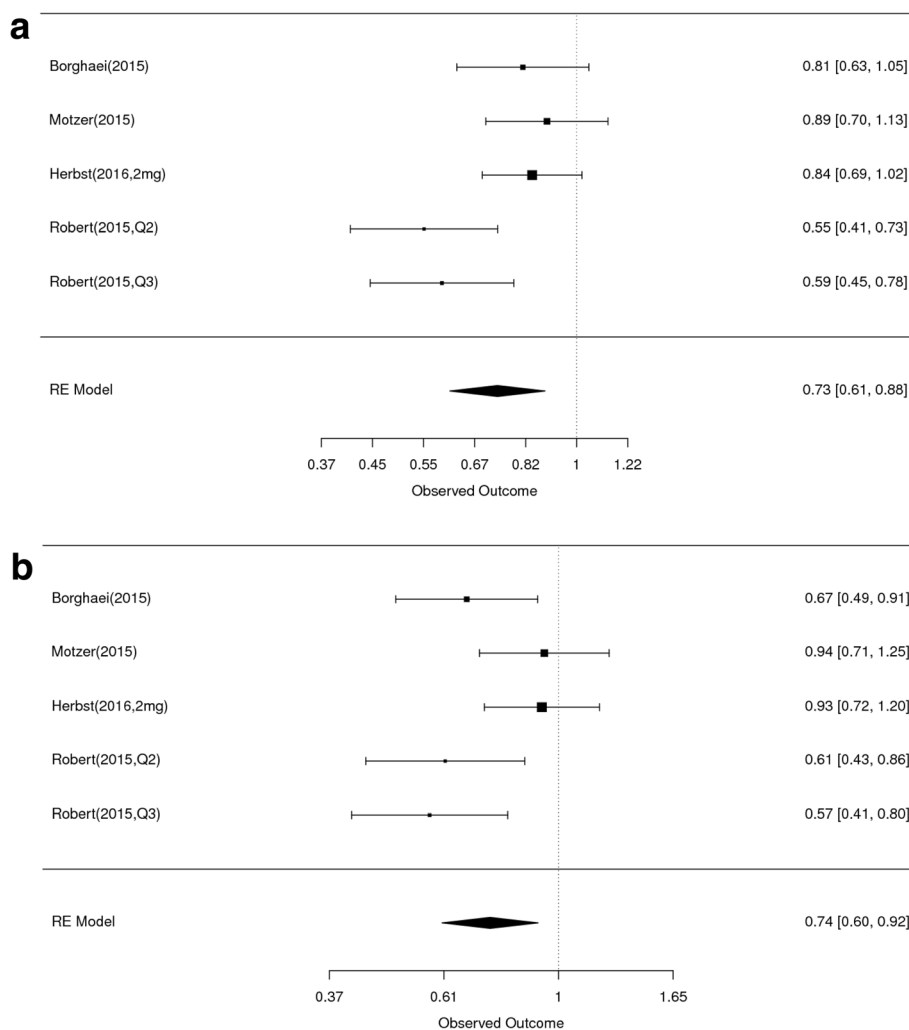 a
Borghaei(2015) 0.81 [0.63, 1.05]
Motzer(2015) 0.89 [0.70, 1.13]
Herbst(2016,2mg) 0.84 [0.69, 1.02]
Robert(2015,Q2) 0.55 [0.41, 0.73]
Robert(2015,Q3) 0.59 [0.45, 0.78]
RE Model 0.73 [0.61, 0.88]
0.37 0.45 0.55 0.67 0.82 1 1.22
Observed Outcome
b
Borghaei(2015) 0.67 [0.49, 0.91]
Motzer(2015) 0.94 [0.71, 1.25]
Herbst(2016,2mg) 0.93 [0.72, 1.20]
Robert(2015,Q2) 0.61 [0.43, 0.86]
Robert(2015,Q3) 0.57 [0.41, 0.80]
RE Model 0.74 [0.60, 0.92]
0.37 0.61 1 1.65
Observed Outcome